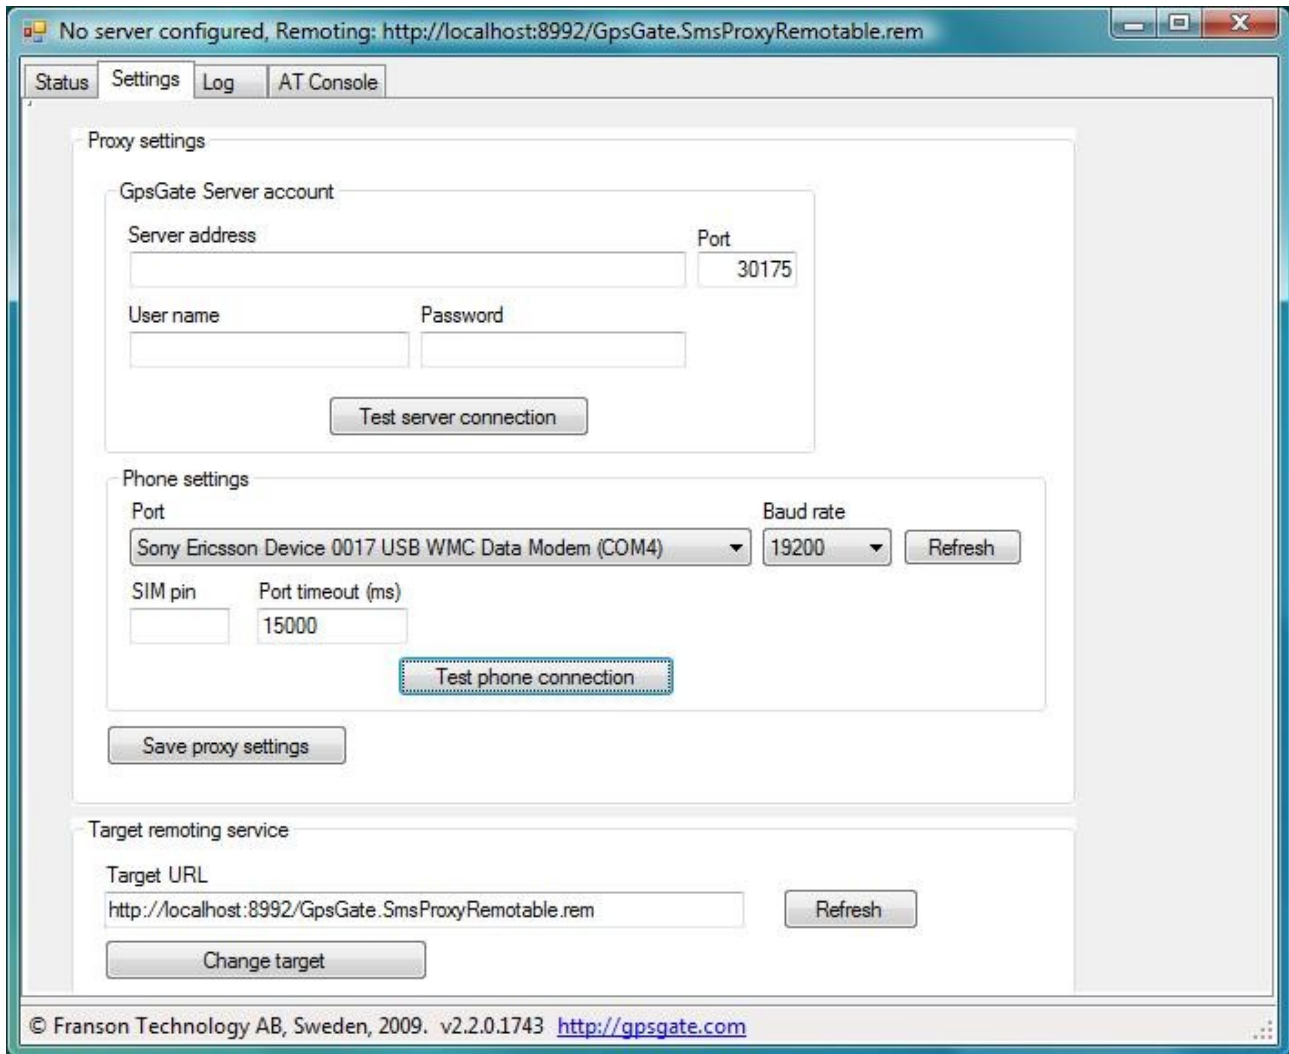 No server configured, Remoting: http://localhost:8992/GpsGate.SmsProxyRemotable.rem
Status Settings Log AT Console
Proxy settings
GpsGate Server account
Server address Port
30175
User name Password
Test server connection
Phone settings
Port Baud rate
Sony Ericsson Device 0017 USB WMC Data Modem (COM4) 19200 Refresh
SIM pin Port timeout (ms)
15000
Test phone connection
Save proxy settings
Target remoting service
Target URL
http://localhost:8992/GpsGate.SmsProxyRemotable.rem Refresh
Change target
© Franson Technology AB, Sweden, 2009. v2.2.0.1743 http://gpsgate.com